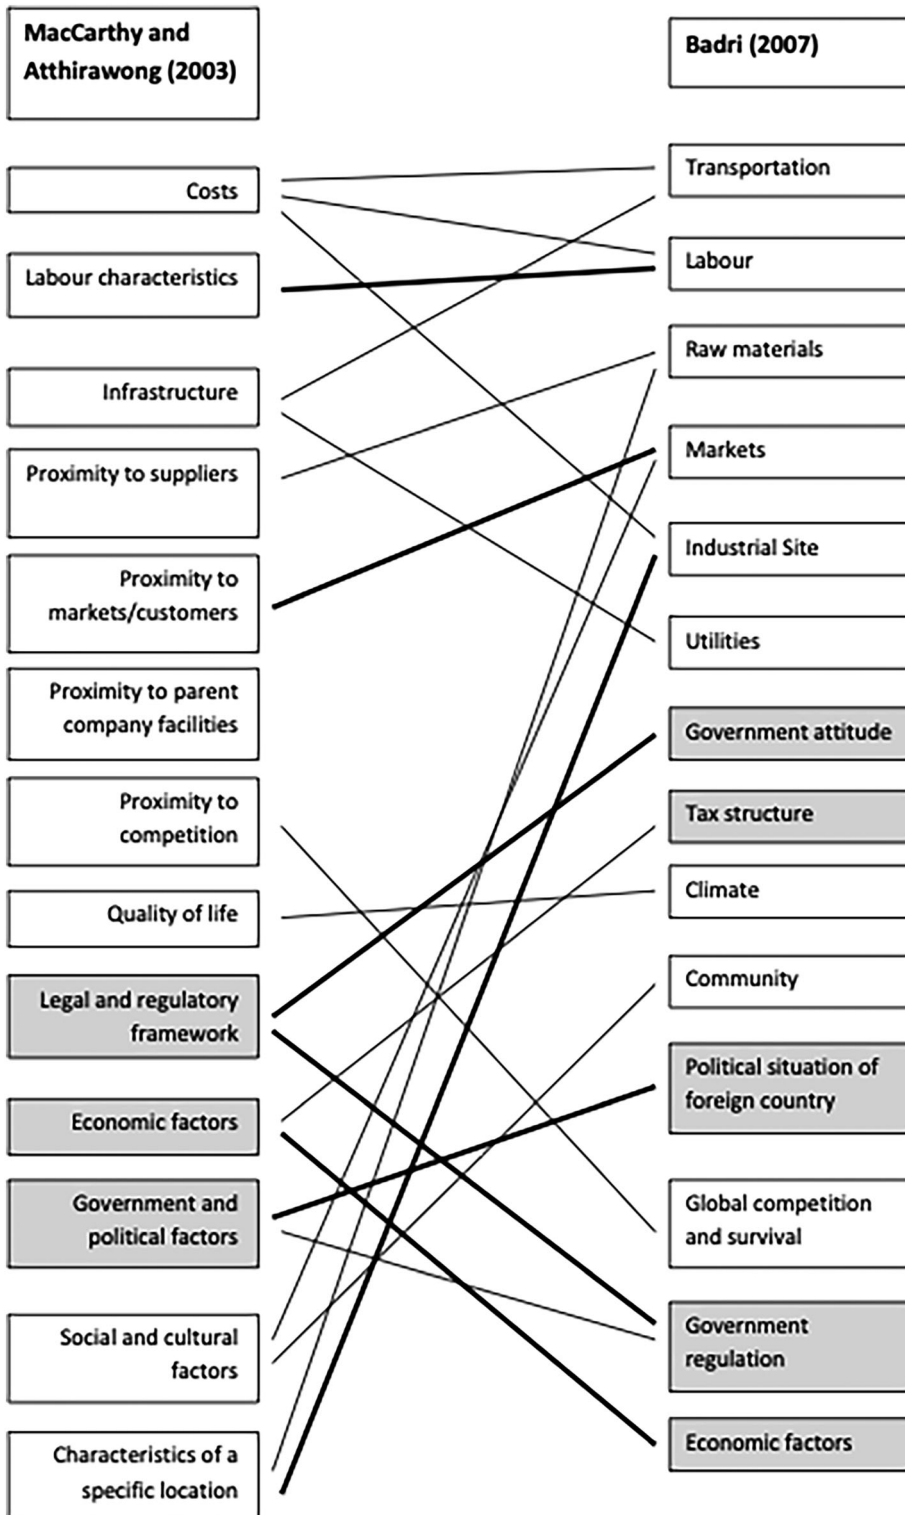 MacCarthy and
Atthirawong (2003)
Costs
Labour characteristics
Infrastructure
Proximity to suppliers
Proximity to
markets/customers
Proximity to parent
company facilities
Proximity to
competition
Quality of life
Legal and regulatory
framework
Economic factors
Government and
political factors
Social and cultural
factors
Characteristics of a
specific location
Badri (2007)
Transportation
Labour
Raw materials
Markets
Industrial Site
Utilities
Government attitude
Tax structure
Climate
Community
Political situation of
foreign country
Global competition
and survival
Government
regulation
Economic factors